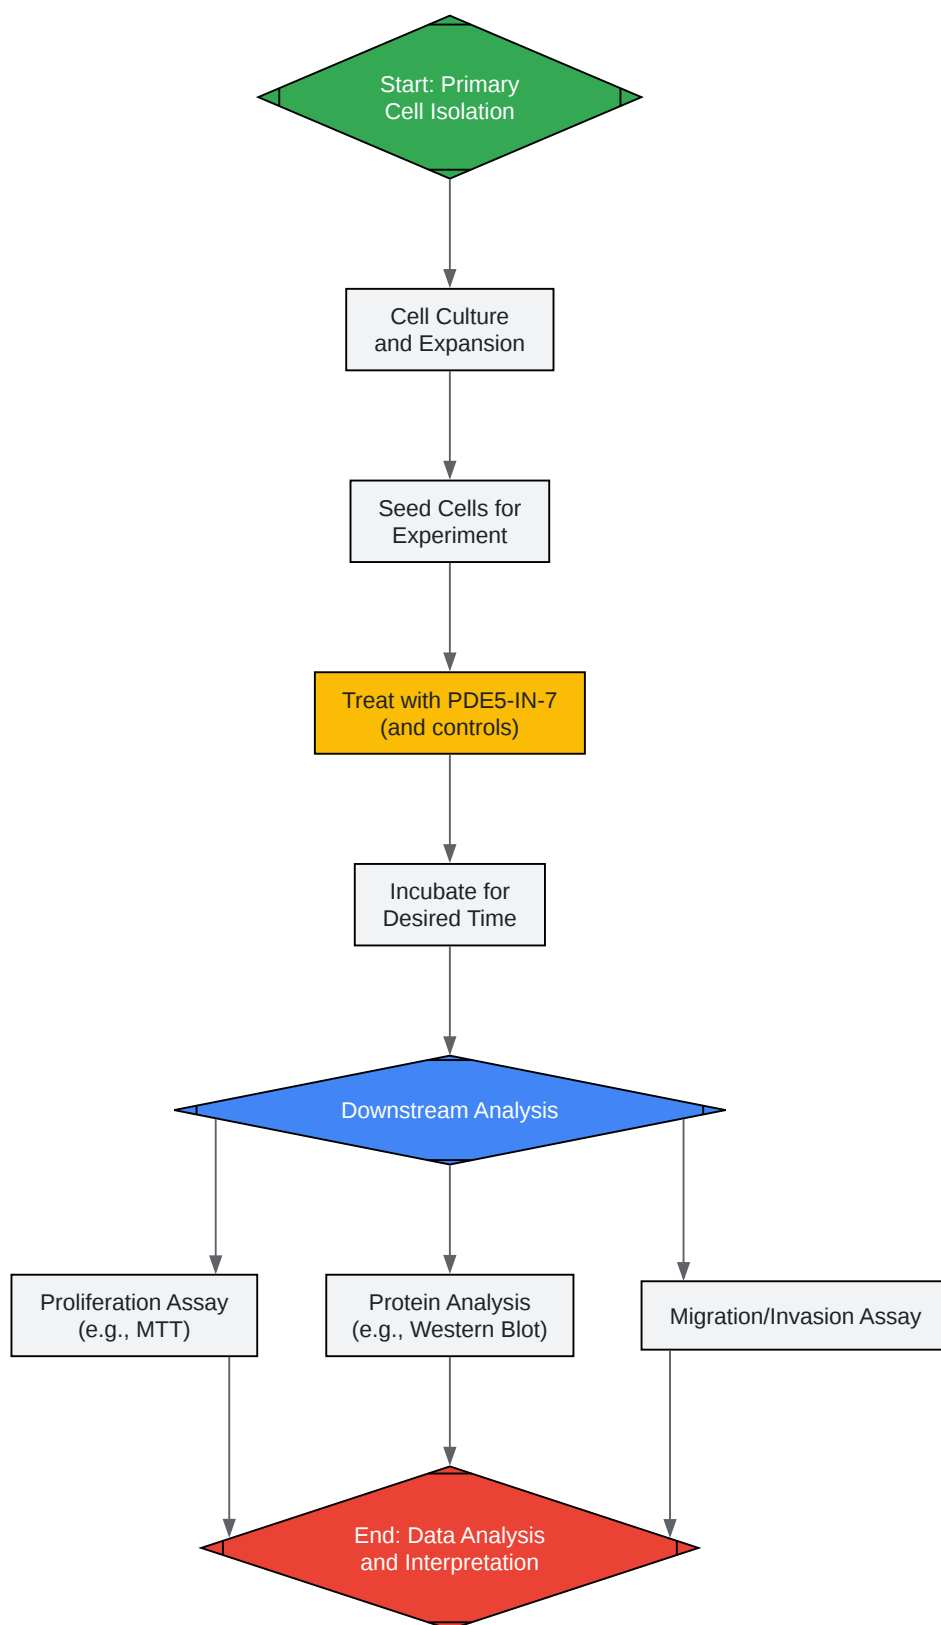 Start: Primary
Cell Isolation
Cell Culture
and Expansion
Seed Cells for
Experiment
Treat with PDE5-IN-7
(and controls)
Incubate for
Desired Time
Downstream Analysis
Proliferation Assay
(e.g., MTT)
Protein Analysis
(e.g., Western Blot)
Migration/Invasion Assay
End: Data Analysis
and Interpretation